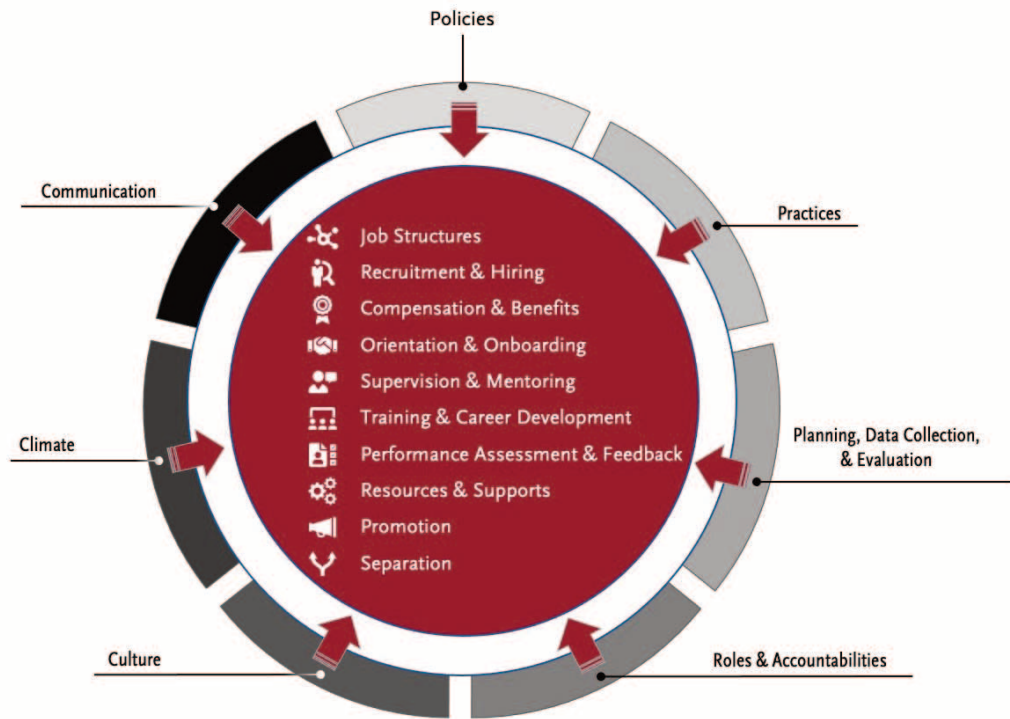 Policies
Communication
Practices
Job Structures
Recruitment & Hiring
Compensation & Benefits
Orientation & Onboarding
Supervision & Mentoring
Training & Career Development
Climate
Planning, Data Collection,
& Evaluation
Performance Assessment & Feedback
Resources & Supports
Promotion
Separation
Culture
Roles & Accountabilities